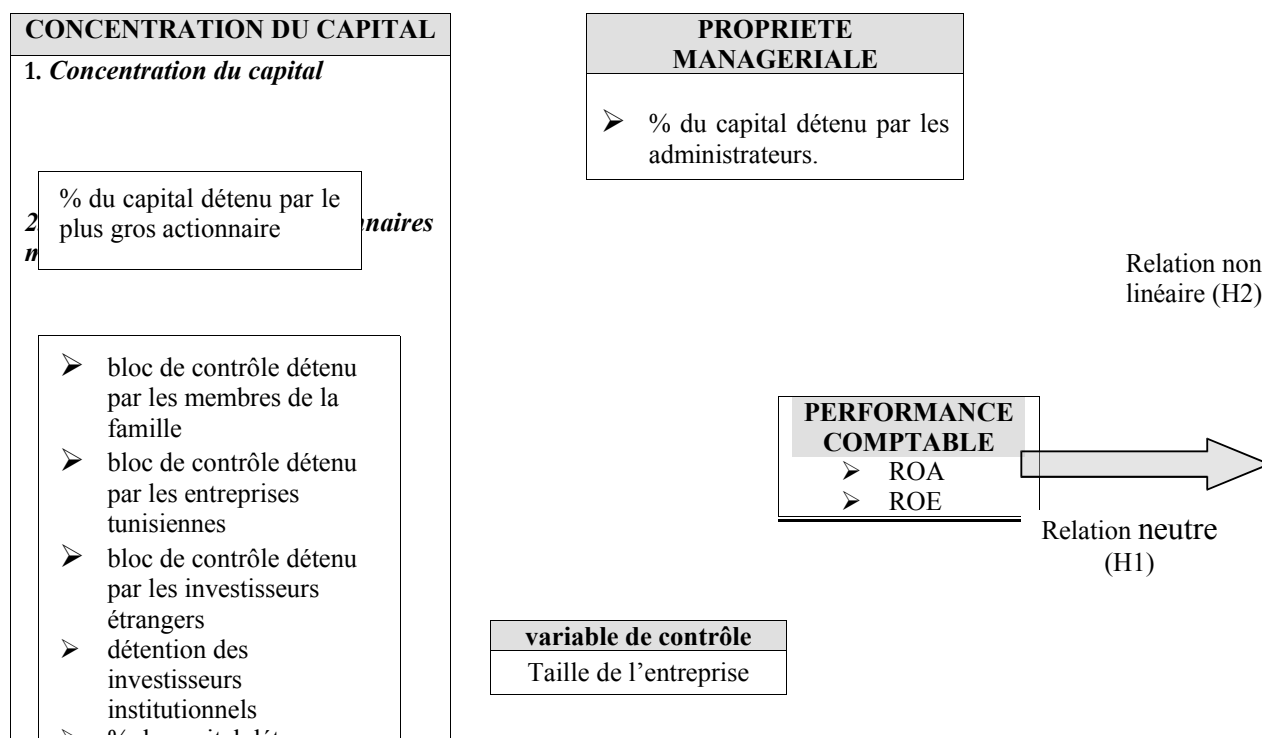 CONCENTRATION DU CAPITAL
1. Concentration du capital
% du capital détenu par le
plus gros actionnaire
2
nnaires
bloc de contrôle détenu
par les membres de la
famille
➢ bloc de contrôle détenu
par les entreprises
tunisiennes
➢ bloc de contrôle détenu
par les investisseurs
étrangers
➢ détention des
investisseurs
institutionnels
PROPRIETE
MANAGERIALE
➢ % du capital détenu par les
administrateurs.
Relation non
linéaire (H2)
PERFORMANCE
COMPTABLE
➢ ROA
➢ ROE
Relation neutre
(H1)
variable de contrôle
Taille de l’entreprise